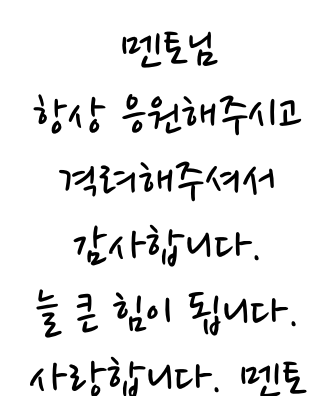 멘토님
항상 응원해주시고
격려해주셔서
감사합니다.
늘 큰 힘이 됩니다.
사랑합니다. 멘토